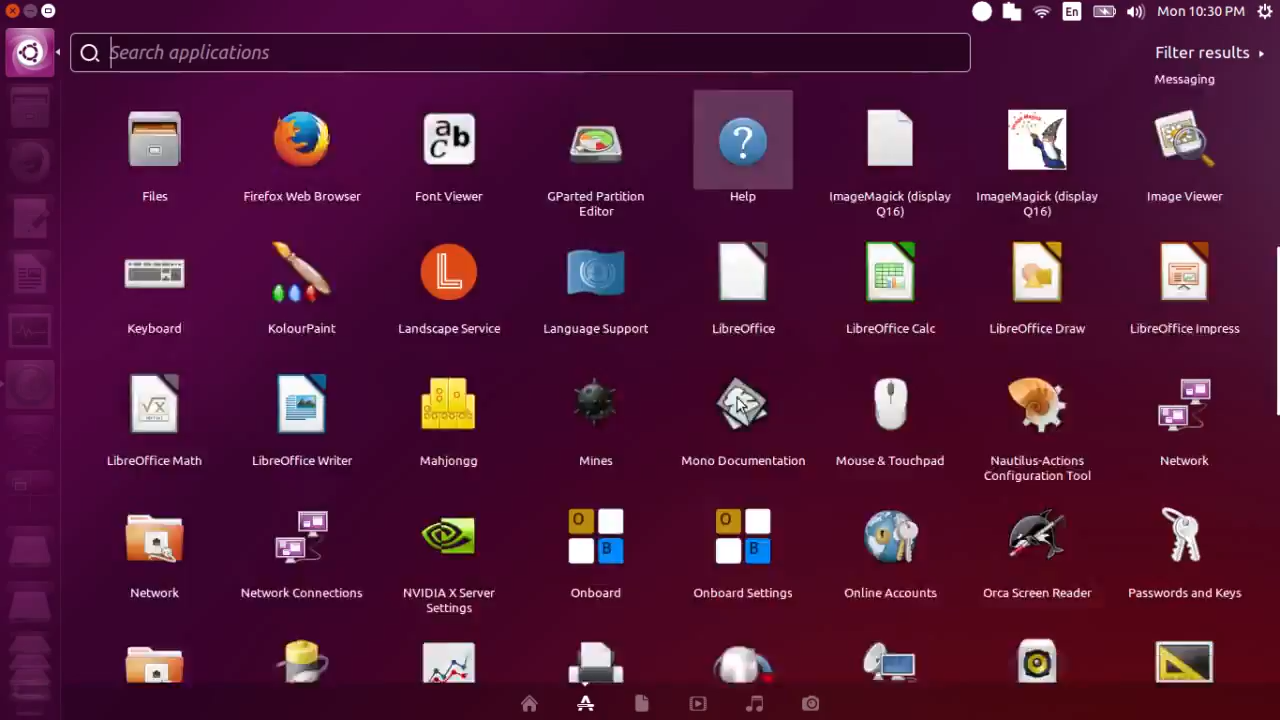 En
Mon 10:30 PM
Search applications
Filter results
Messaging
a b
c
?
Image Magick
Files
Firefox Web Browser
Font Viewer
GParted Partition
Editor
Help
ImageMagick (display
Q16)
ImageMagick (display
Q16)
Image Viewer
L
Keyboard
KolourPaint
Landscape Service
Language Support
LibreOffice
LibreOffice Calc
LibreOffice Draw
LibreOffice Impress
√x
LibreOffice Math
LibreOffice Writer
Mahjongg
Mines
Mono Documentation
Mouse & Touchpad
Nautilus-Actions
Configuration Tool
Network
O
B
O
B
Network
Network Connections
NVIDIA X Server
Settings
Onboard
Onboard Settings
Online Accounts
Orca Screen Reader
Passwords and Keys